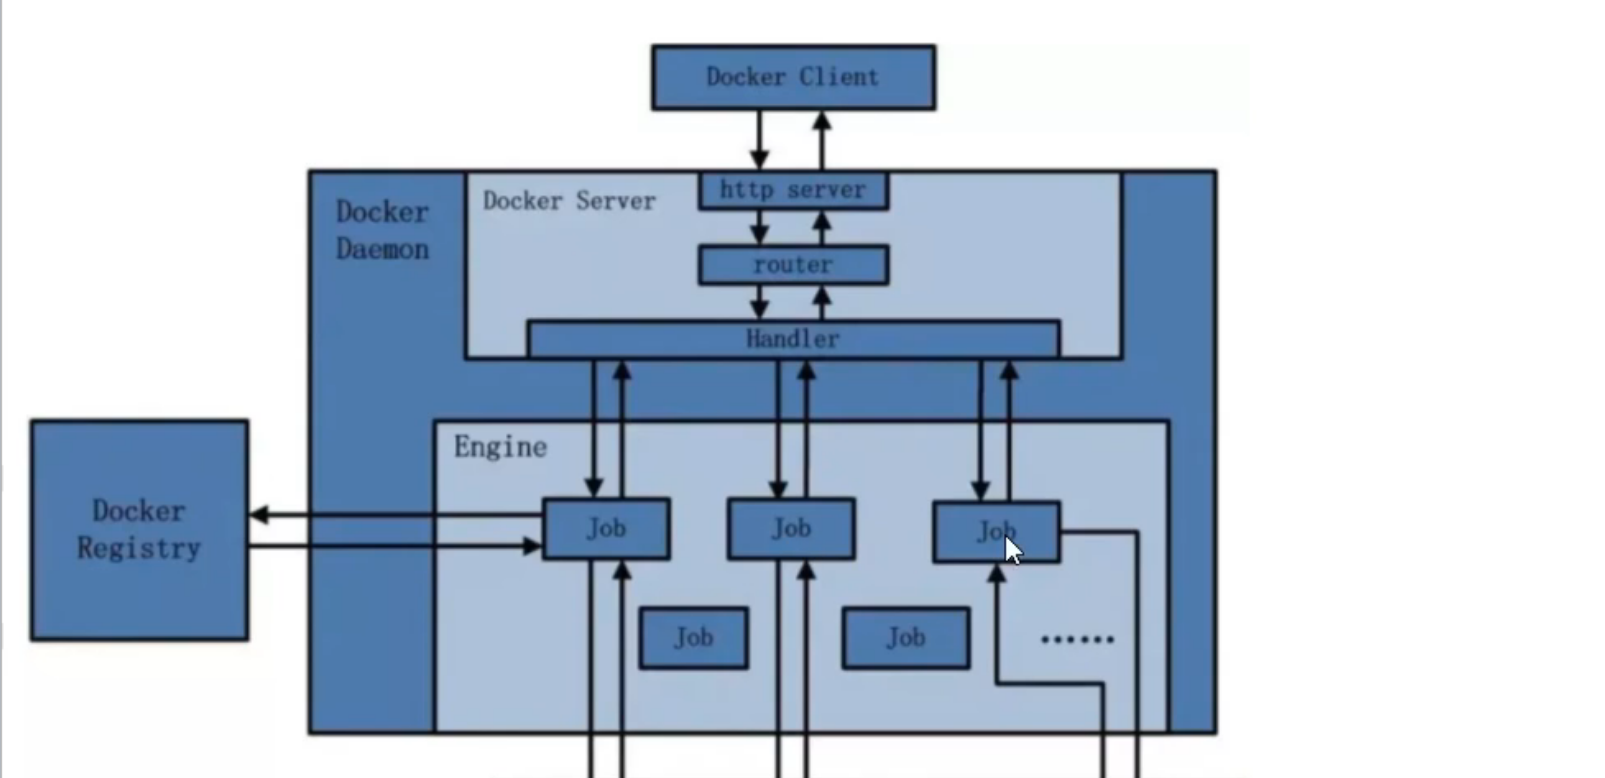 Docker Client
Docker
Daemon
Docker Server
http server
router
Handler
Engine
Docker
Registry
Job
Job
Job
Job
Job
......